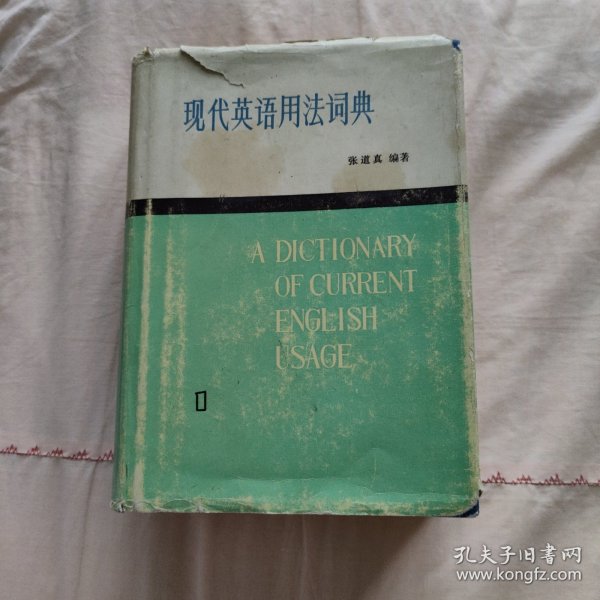 现代英语用法词典
张道真 编著
A DICTIONARY
OF CURRENT
ENGLISH
USAGE
孔夫子旧书网
www.kongfz.com